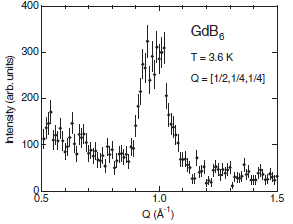 400
300
200
100
0
Intensity (arb. units)
GdB6
T = 3.6 K
Q = [1/2,1/4,1/4]
0.5
1.0
1.5
Q (Å-1)